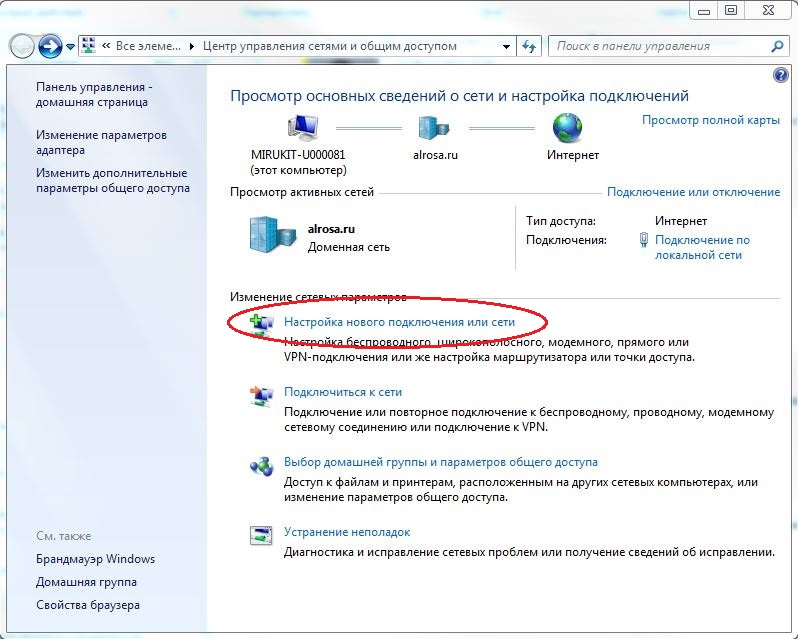 « Все элеме... ▸ Центр управления сетями и общим доступом
Поиск в панели управления
Панель управления -
домашняя страница
Изменение параметров
адаптера
Изменить дополнительные
параметры общего доступа
См. также
Брандмауэр Windows
Домашняя группа
Свойства браузера
Просмотр основных сведений о сети и настройка подключений
MIRUKIT-U000081
(этот компьютер)
alrosa.ru
Интернет
Просмотр полной карты
Просмотр активных сетей
Подключение или отключение
alrosa.ru
Доменная сеть
Тип доступа: Интернет
Подключения: Подключение по
локальной сети
Изменение сетевых параметров
Настройка нового подключения или сети
Настройка беспроводного, широкополосного, модемного, прямого или
VPN-подключения или же настройка маршрутизатора или точки доступа.
Подключиться к сети
Подключение или повторное подключение к беспроводному, проводному, модемному
сетевому соединению или подключение к VPN.
Выбор домашней группы и параметров общего доступа
Доступ к файлам и принтерам, расположенным на других сетевых компьютерах, или
изменение параметров общего доступа.
Устранение неполадок
Диагностика и исправление сетевых проблем или получение сведений об исправлении.